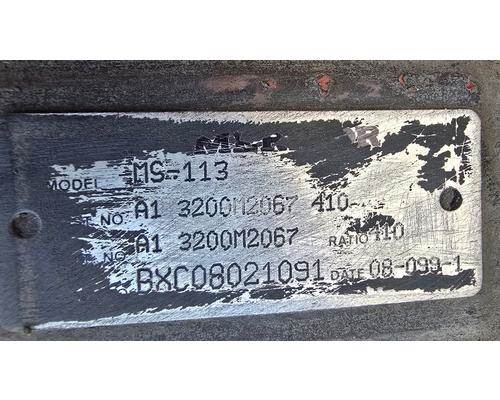 MODEL MS-113
NO. A1 3200M2067 410-
NO. A1 3200M2067 RATIO 410
BXC08021091 DATE 08-099-1